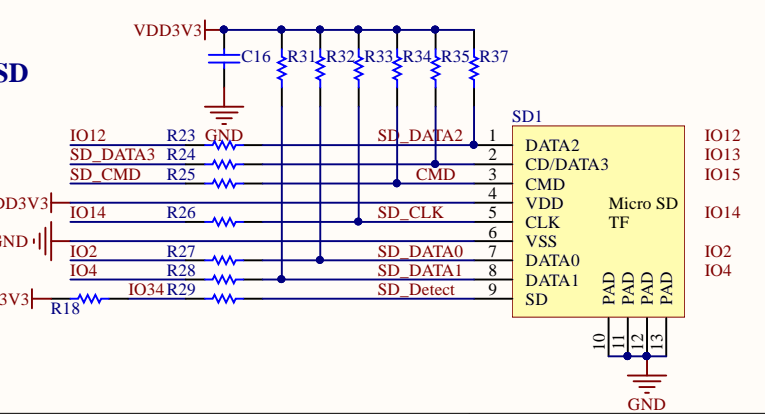 VDD3V3
C16 R31 R32 R33 R34 R35 R37
SD
SD1
IO12 R23 GND SD_DATA2 1 DATA2 IO12
SD_DATA3 R24 2 CD/DATA3 IO13
SD_CMD R25 CMD 3 CMD IO15
DD3V3 4 VDD Micro SD
IO14 R26 SD_CLK 5 CLK TF IO14
GND 6 VSS
IO2 R27 SD_DATA0 7 DATA0 IO2
IO4 R28 SD_DATA1 8 DATA1 IO4
3V3 R18 IO34 R29 SD_Detect 9 SD
PAD PAD PAD PAD
10 11 12 13
GND